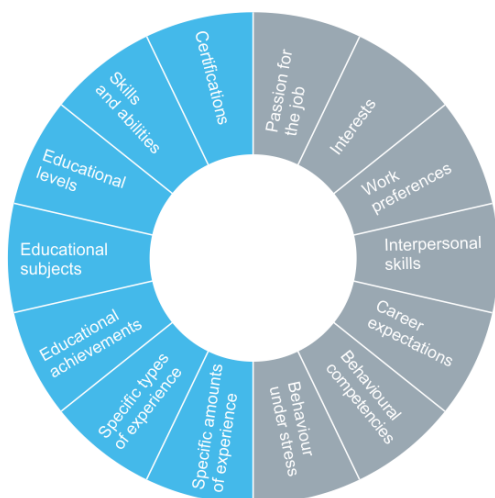 Passion for
the job
Interests
Work
preferences
Interpersonal
skills
Career
expectations
Behavioural
competencies
Behaviour
under stress
Specific amounts
of experience
Specific types
of experience
Educational
achievements
Educational
subjects
Educational
levels
Skills
and abilities
Certifications